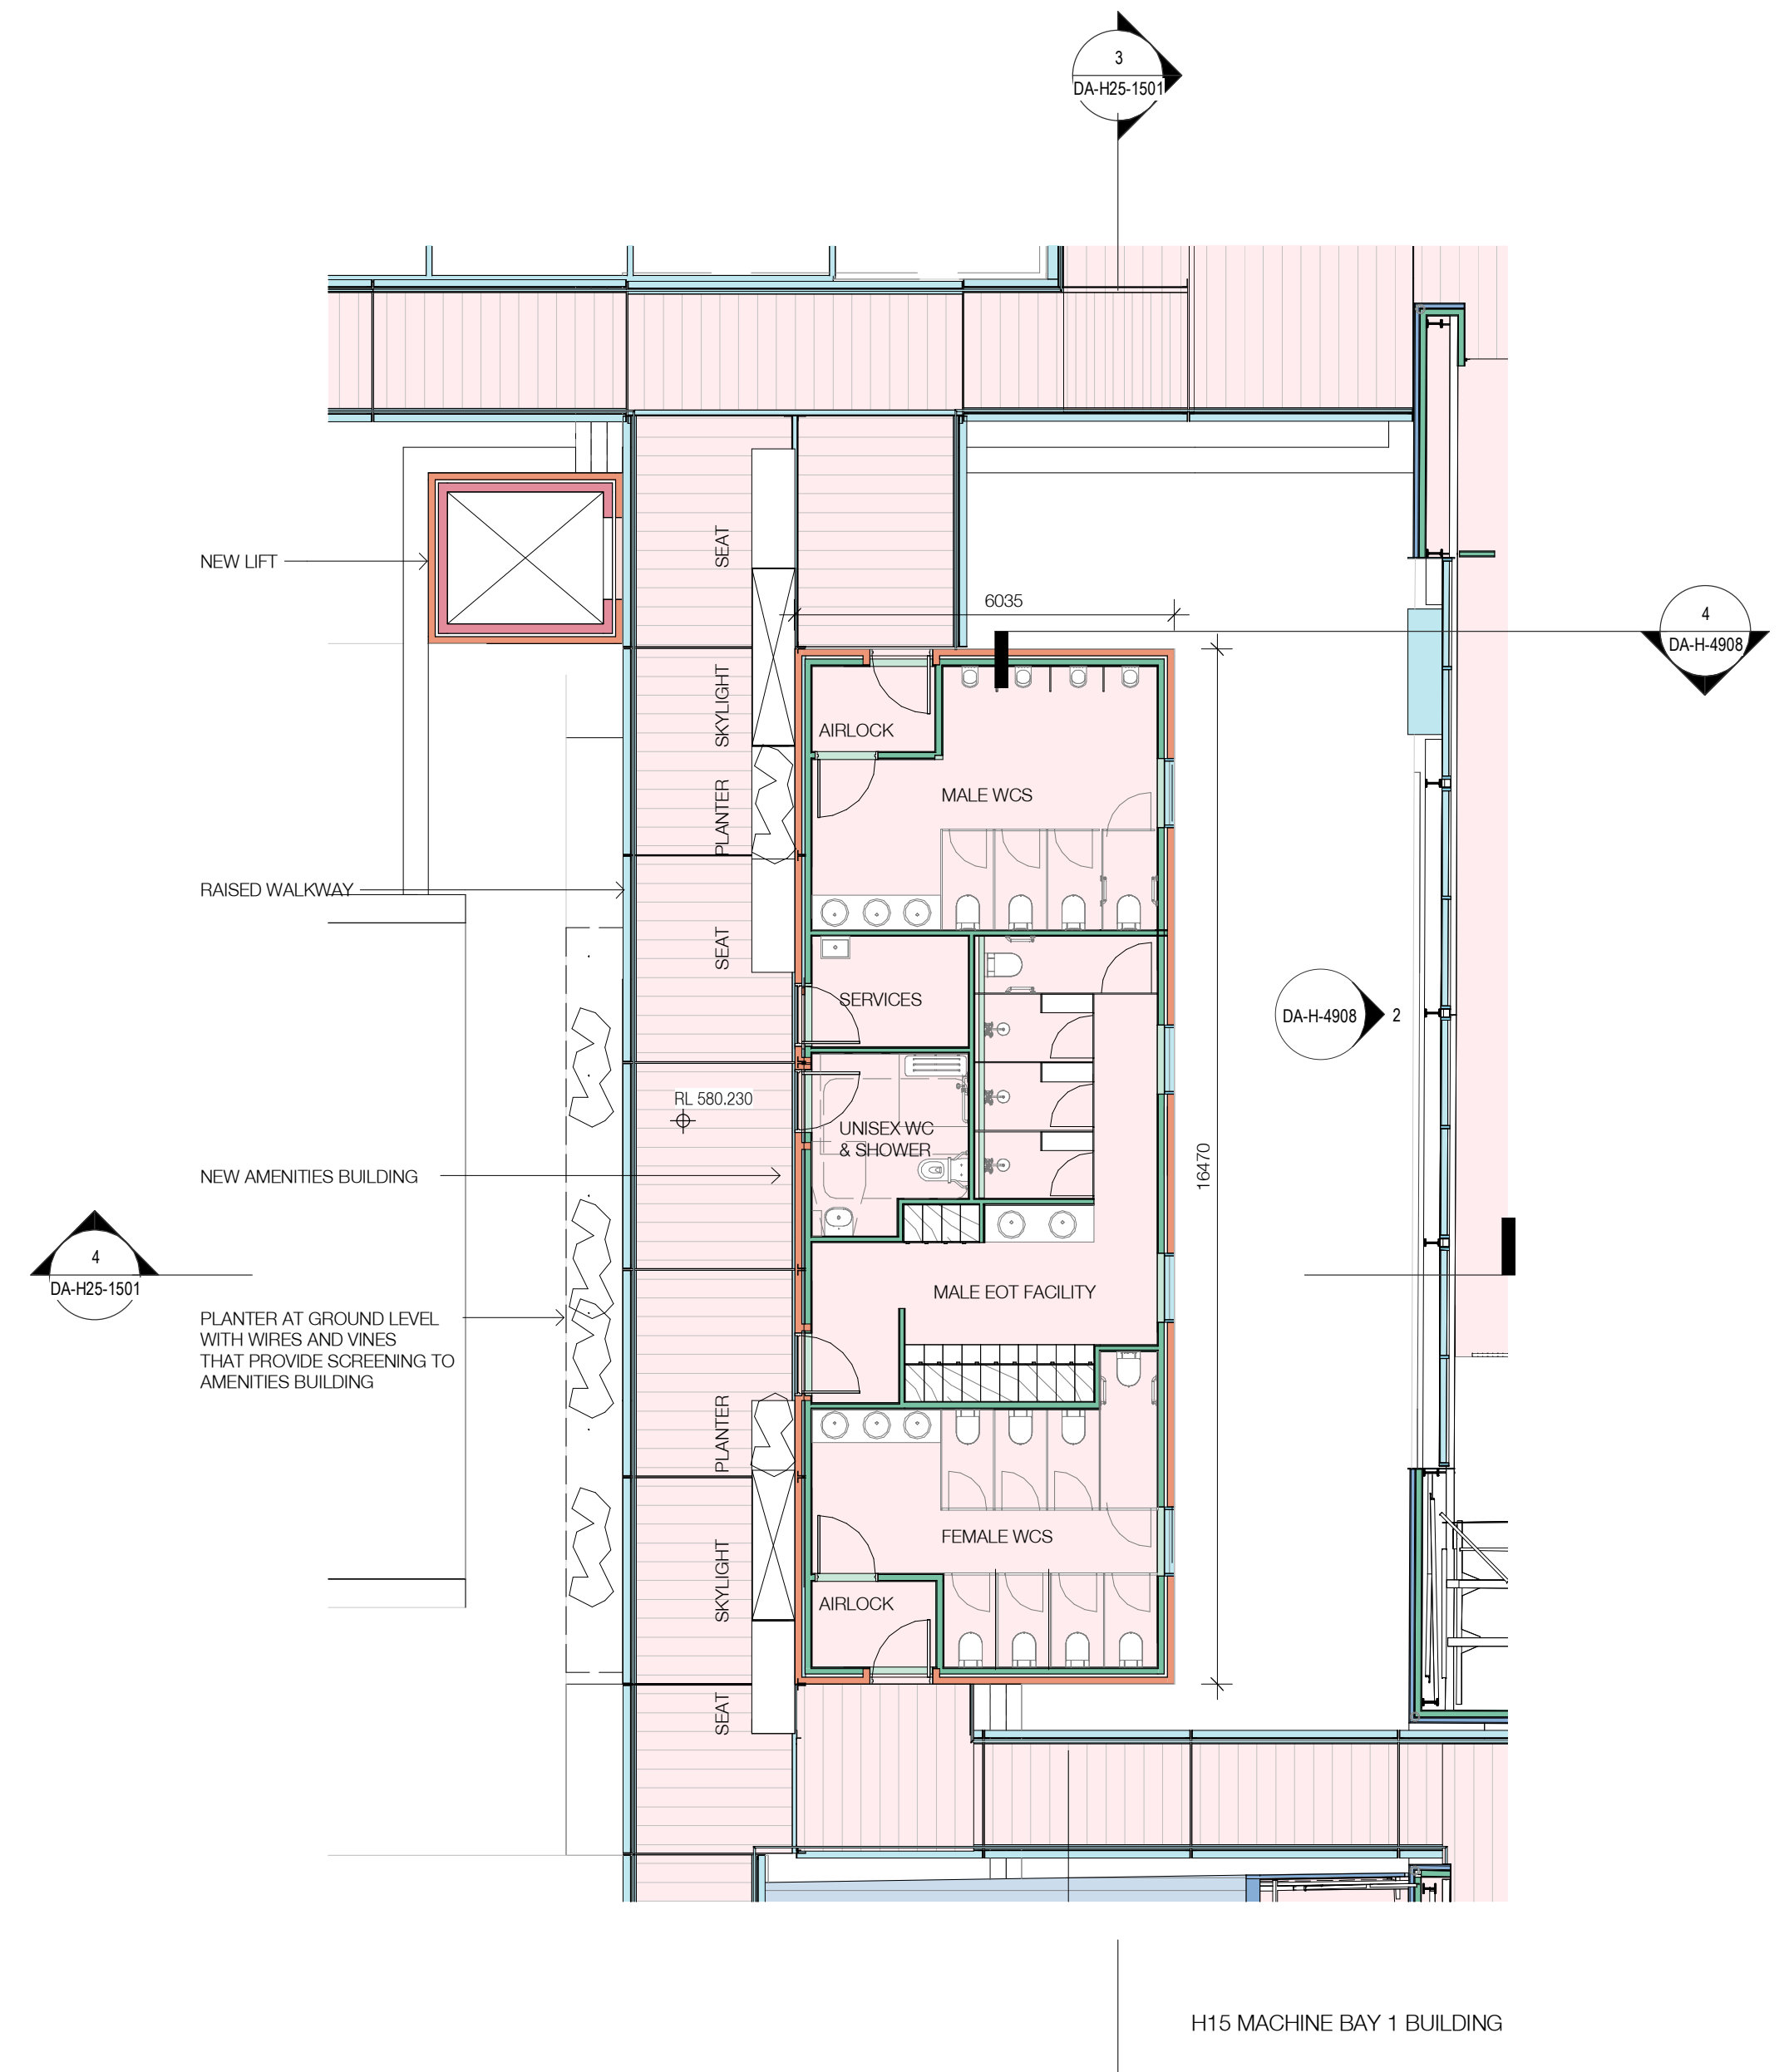 3
DA-H25-1501
NEW LIFT
SEAT
6035
4
DA-H-4908
SKYLIGHT
AIRLOCK
PLANTER
MALE WCS
RAISED WALKWAY
SEAT
SERVICES
DA-H-4908
2
RL 580.230
UNISEX WC
& SHOWER
NEW AMENITIES BUILDING
16470
4
DA-H25-1501
MALE EOT FACILITY
PLANTER AT GROUND LEVEL
WITH WIRES AND VINES
THAT PROVIDE SCREENING TO
AMENITIES BUILDING
PLANTER
FEMALE WCS
SKYLIGHT
AIRLOCK
SEAT
H15 MACHINE BAY 1 BUILDING